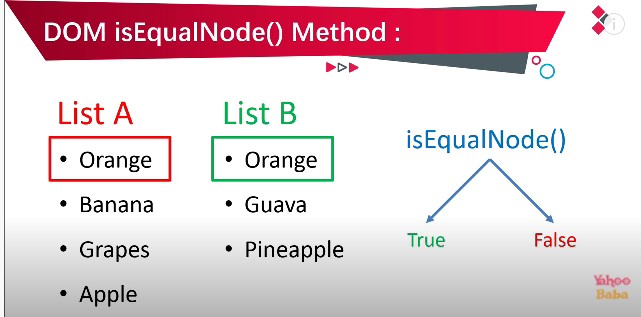 DOM isEqualNode() Method :
i
List A
• Orange
• Banana
• Grapes
• Apple
List B
• Orange
• Guava
• Pineapple
isEqualNode()
True
False
Yahoo
Baba